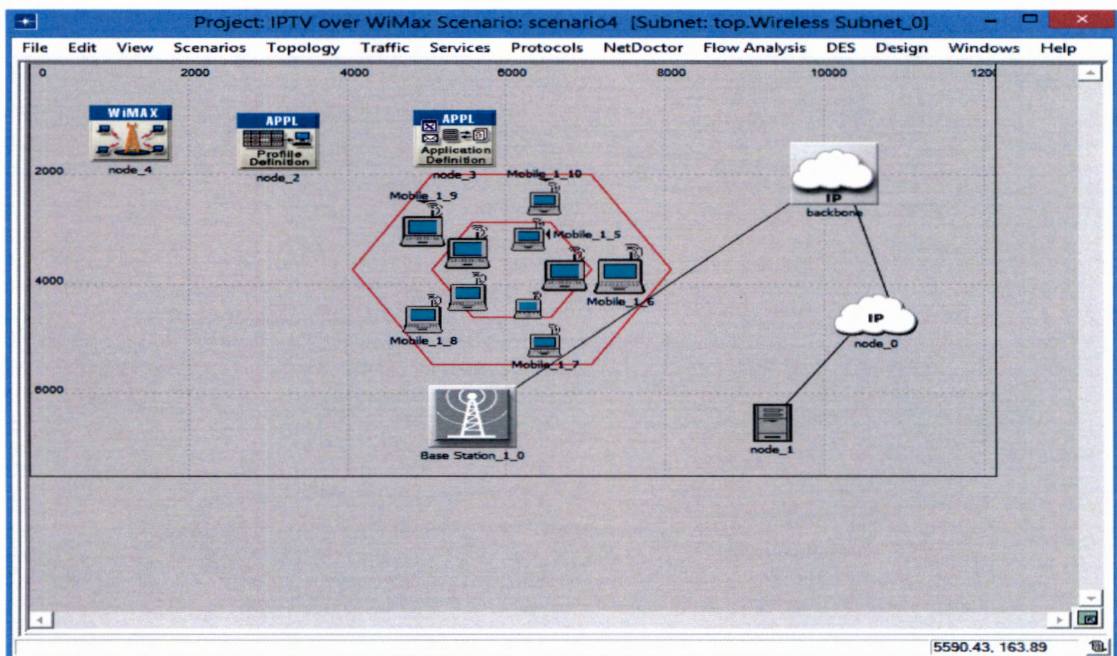 Project: IPTV over WiMax Scenario: scenario4 [Subnet: top.Wireless Subnet_0]
File Edit View Scenarios Topology Traffic Services Protocols NetDoctor Flow Analysis DES Design Windows Help
0 2000 4000 6000 8000 10000 1200
WiMAX
node_4
APPL
Profile
Definition
node_2
APPL
Application
Definition
node_3
2000
Mobile_1_10
Mobile_1_9
IP
backbone
Mobile_1_5
4000
Mobile_1_6
IP
node_0
Mobile_1_8
Mobile_1_7
6000
Base Station_1_0
node_1
5590.43, 163.89